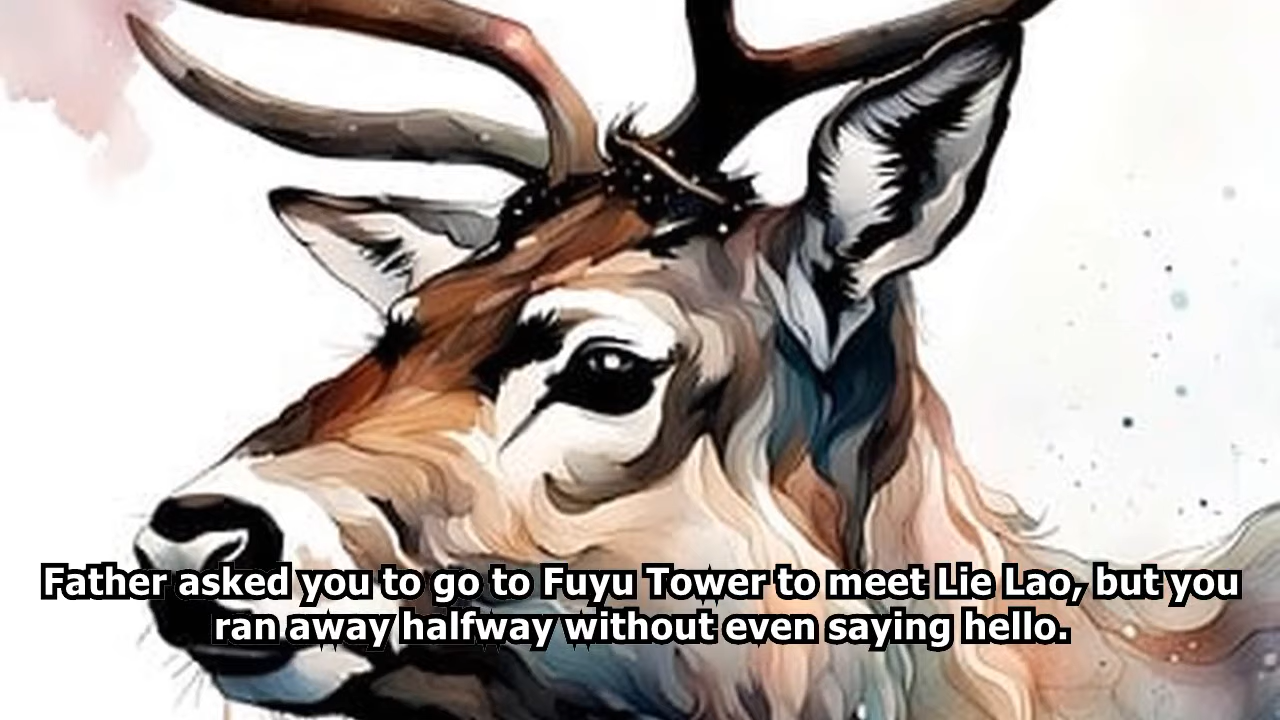 Father asked you to go to Fuyu Tower to meet Lie Lao, but you
ran away halfway without even saying hello.